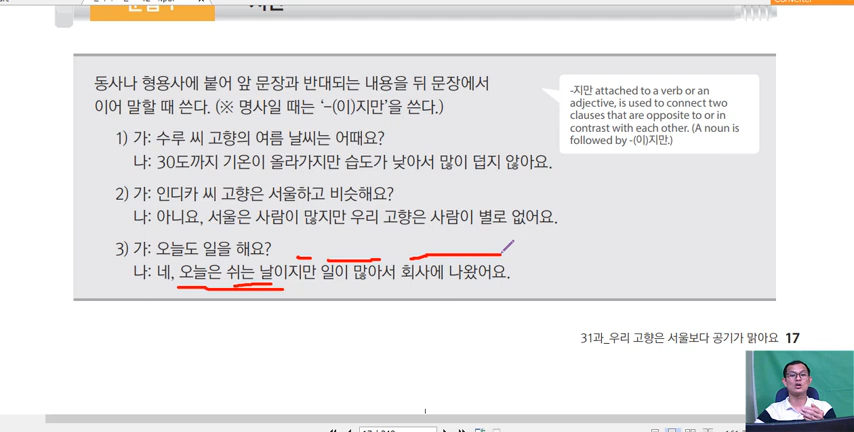 Converter
동사나 형용사에 붙어 앞 문장과 반대되는 내용을 뒤 문장에서
이어 말할 때 쓴다. (※ 명사일 때는 ‘-(이)지만’을 쓴다.)
-지만 attached to a verb or an
adjective, is used to connect two
clauses that are opposite to or in
contrast with each other. (A noun is
followed by -(이)지만.)
1) 가: 수루 씨 고향의 여름 날씨는 어때요?
나: 30도까지 기온이 올라가지만 습도가 낮아서 많이 덥지 않아요.
2) 가: 인디카 씨 고향은 서울하고 비슷해요?
나: 아니요, 서울은 사람이 많지만 우리 고향은 사람이 별로 없어요.
3) 가: 오늘도 일을 해요?
나: 네, 오늘은 쉬는 날이지만 일이 많아서 회사에 나왔어요.
31과_우리 고향은 서울보다 공기가 맑아요 17